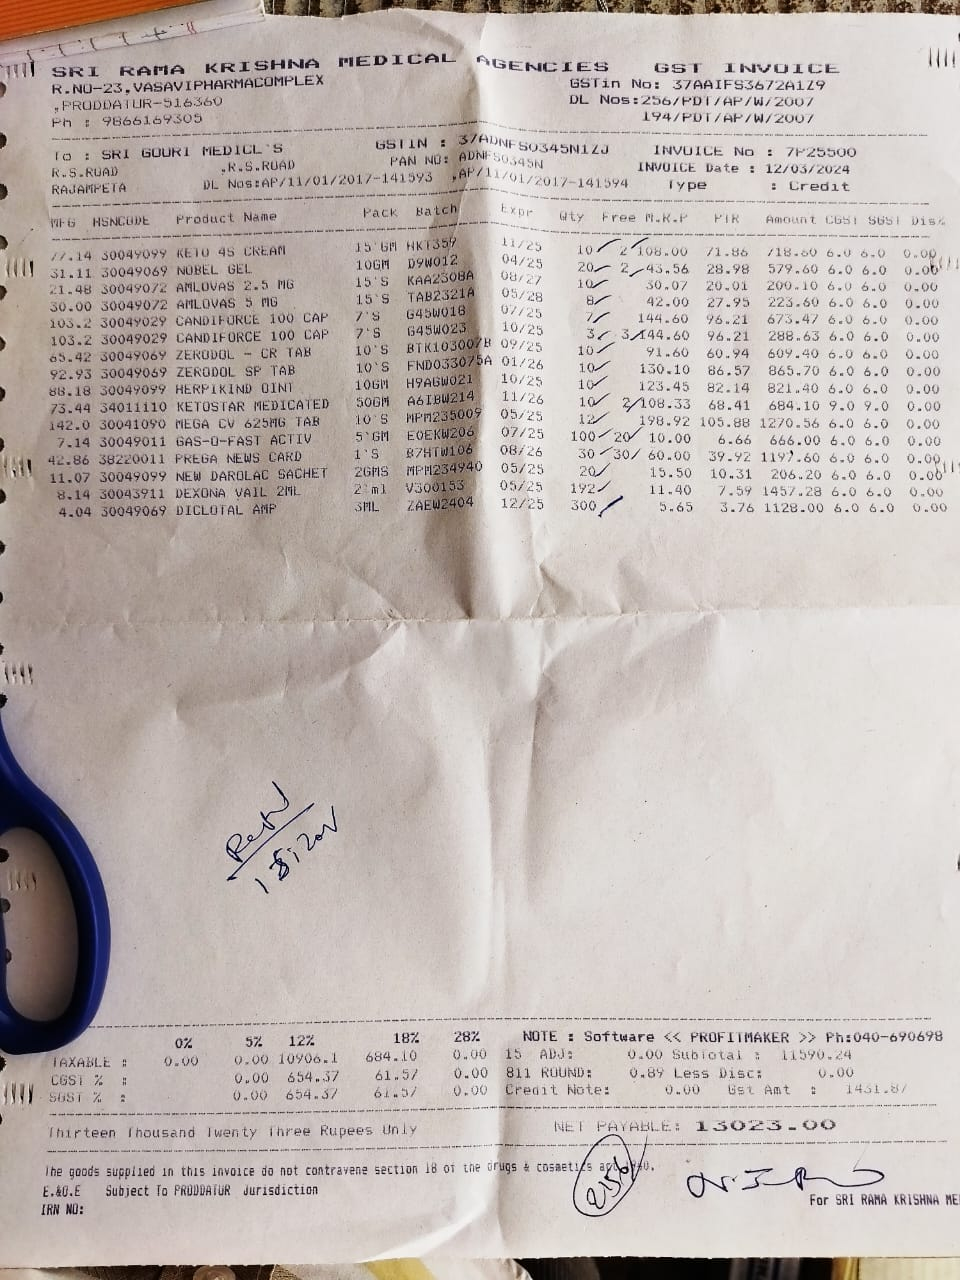 SRI RAMA KRISHNA MEDICAL AGENCIES GST INVOICE
R.NO-23,VASAVIPHARMACOMPLEX GSTin No: 37AAIFS3672A1Z9
,PRODDATUR-516360 DL Nos:256/PDT/AP/W/2007
Ph : 9866169305 194/PDT/AP/W/2007
To : SRI GOURI MEDICL'S GSTIN : 37ADNFS0345N1ZJ INVOICE No : 7P25500
R.S.ROAD ,R.S.ROAD PAN NO: ADNFS0345N INVOICE Date : 12/03/2024
RAJAMPETA DL Nos:AP/11/01/2017-141593 ,AP/11/01/2017-141594 Type : Credit
MFG HSNCODE Product Name Pack Batch Expr Qty Free M.R.P PTR Amount CGST SGST Dis%
77.14 30049099 KETO 4S CREAM 15'GM HKT359 11/25 10 2 108.00 71.86 718.60 6.0 6.0 0.00
31.11 30049069 NOBEL GEL 10GM D9W012 04/25 20 2 43.56 28.98 579.60 6.0 6.0 0.00
21.48 30049072 AMLOVAS 2.5 MG 15'S KAA2308A 08/27 10 30.07 20.01 200.10 6.0 6.0 0.00
30.00 30049072 AMLOVAS 5 MG 15'S TAB2321A 05/28 8 42.00 27.95 223.60 6.0 6.0 0.00
103.2 30049029 CANDIFORCE 100 CAP 7'S G45W018 07/25 7 144.60 96.21 673.47 6.0 6.0 0.00
103.2 30049029 CANDIFORCE 100 CAP 7'S G45W023 10/25 3 3 144.60 96.21 288.63 6.0 6.0 0.00
65.42 30049069 ZERODOL - CR TAB 10'S BTK103007B 09/25 10 91.60 60.94 609.40 6.0 6.0 0.00
92.93 30049069 ZERODOL SP TAB 10'S FND033075A 01/26 10 130.10 86.57 865.70 6.0 6.0 0.00
88.18 30049099 HERPIKIND OINT 10GM H9AGW021 10/25 10 123.45 82.14 821.40 6.0 6.0 0.00
73.44 34011110 KETOSTAR MEDICATED 50GM A6IBW214 11/26 10 2 108.33 68.41 684.10 9.0 9.0 0.00
142.0 30041090 MEGA CV 625MG TAB 10'S MPM235009 05/25 12 198.92 105.88 1270.56 6.0 6.0 0.00
7.14 30049011 GAS-O-FAST ACTIV 5'GM EOEKW206 07/25 100 20 10.00 6.66 666.00 6.0 6.0 0.00
42.86 38220011 PREGA NEWS CARD 1'S B7HTW106 08/26 30 30 60.00 39.92 1197.60 6.0 6.0 0.00
11.07 30049099 NEW DAROLAC SACHET 2GMS MPM234940 05/25 20 15.50 10.31 206.20 6.0 6.0 0.00
8.14 30043911 DEXONA VAIL 2ML 2'ml V300153 05/25 192 11.40 7.59 1457.28 6.0 6.0 0.00
4.04 30049069 DICLOTAL AMP 3ML ZAEW2404 12/25 300 5.65 3.76 1128.00 6.0 6.0 0.00
0% 5% 12% 18% 28% NOTE : Software << PROFITMAKER >> Ph:040-690698
TAXABLE : 0.00 0.00 10906.1 684.10 0.00 15 ADJ: 0.00 Subtotal : 11590.24
CGST % : 0.00 654.37 61.57 0.00 811 ROUND: 0.89 Less Disc: 0.00
SGST % : 0.00 654.37 61.57 0.00 Credit Note: 0.00 Gst Amt : 1431.87
Thirteen Thousand Twenty Three Rupees Only NET PAYABLE: 13023.00
The goods supplied in this invoice do not contravene section 18 of the drugs & cosmetics act
E.&O.E Subject To PRODDATUR Jurisdiction
2156
IRN NO: For SRI RAMA KRISHNA ME